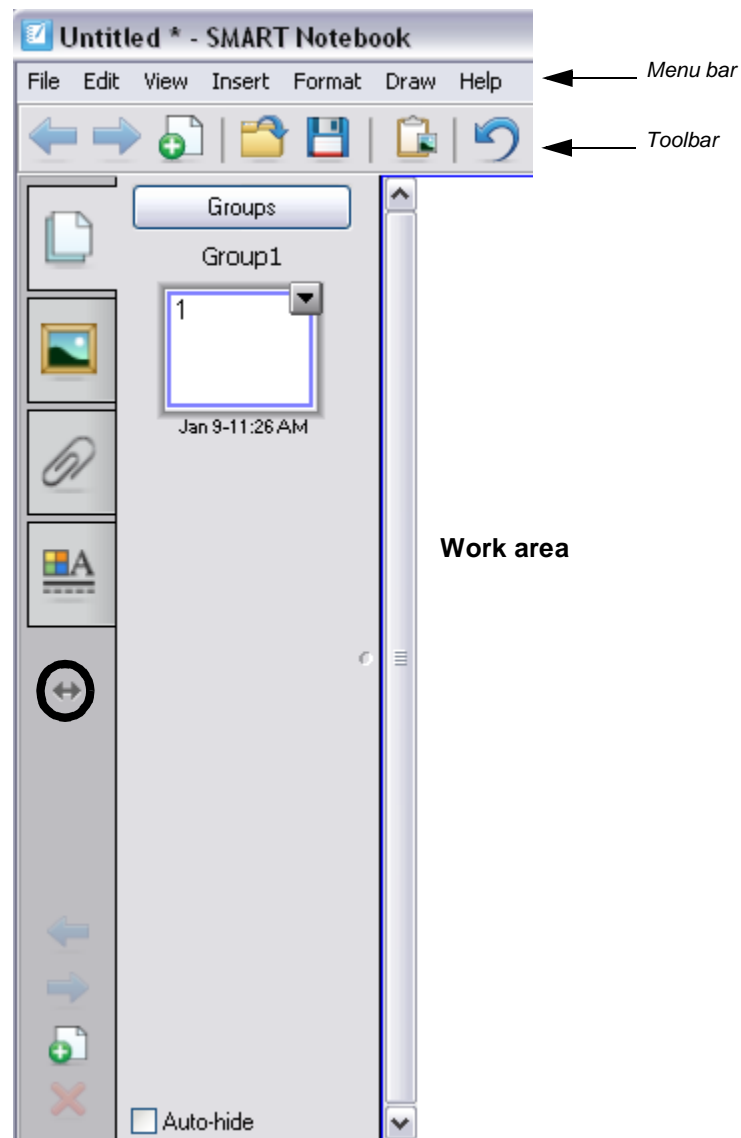 Untitled * - SMART Notebook
File Edit View Insert Format Draw Help
Menu bar
Toolbar
Groups
Group1
1
Jan 9-11:26 AM
A
Work area
Auto-hide